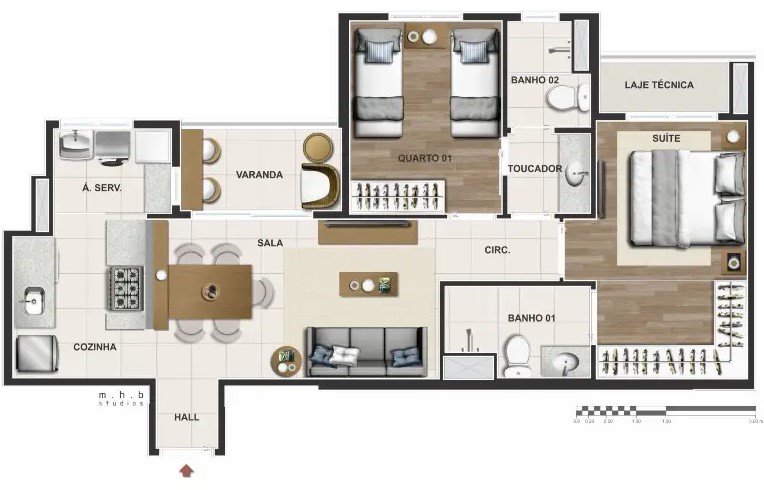 BANHO 02
LAJE TÉCNICA
SUÍTE
QUARTO 01
TOUCADOR
VARANDA
Á. SERV.
SALA
CIRC.
BANHO 01
COZINHA
m.h.b
studios
HALL